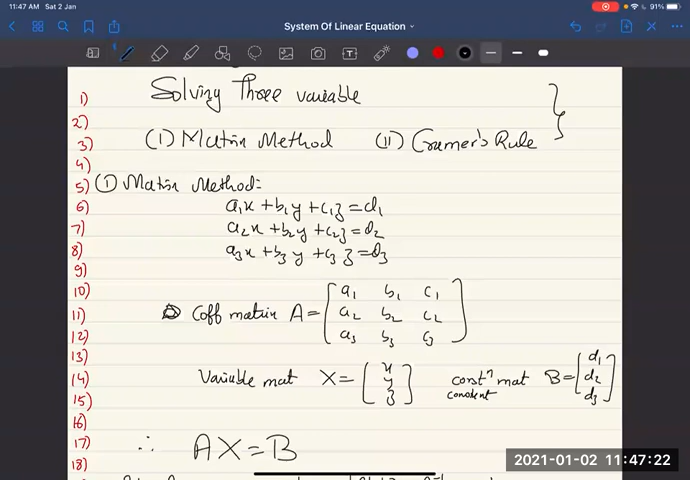 11:47 AM Sat 2 Jan 91%
System Of Linear Equation
1) Solving Three variable
2)
3) (I) Matrix Method (II) Cramer's Rule
4)
5) (I) Matrix Method:-
6) a₁x + b₁y + c₁z = d₁
7) a₂x + b₂y + c₂z = d₂
8) a₃x + b₃y + c₃z = d₃
9)
10) a₁ b₁ c₁
11) Coff matrix A = a₂ b₂ c₂
12) a₃ b₃ c₃
13) x d₁
14) Variable mat X = y constⁿ mat B = d₂
15) z d₃
16)
17) ∴ AX = B
18)
2021-01-02 11:47:22